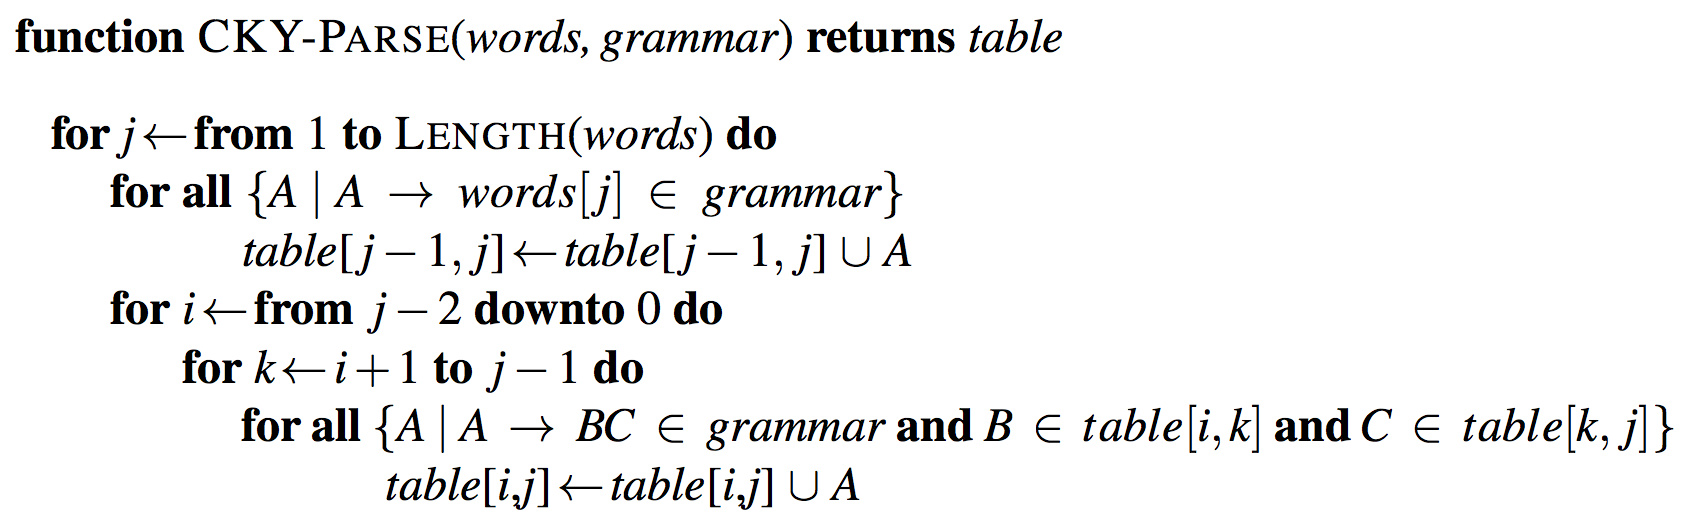 function CKY-PARSE(words, grammar) returns table
for j ← from 1 to LENGTH(words) do
for all {A | A → words[j] ∈ grammar}
table[j − 1, j] ← table[j − 1, j] ∪ A
for i ← from j − 2 downto 0 do
for k ← i + 1 to j − 1 do
for all {A | A → BC ∈ grammar and B ∈ table[i, k] and C ∈ table[k, j]}
table[i,j] ← table[i,j] ∪ A